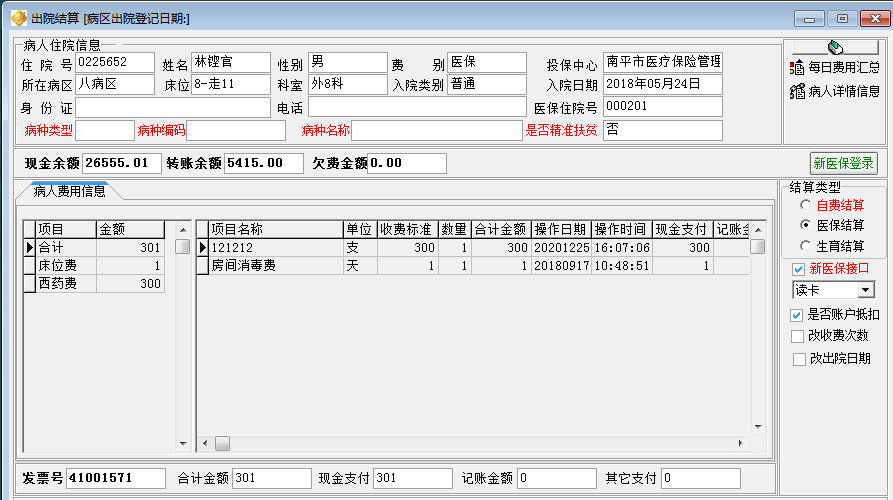 出院结算 [病区出院登记日期:]
病人住院信息
住 院 号 0225652 姓名 林铿官 性别 男 费 别 医保 投保中心 南平市医疗保险管理
所在病区 八病区 床位 8-走11 科室 外8科 入院类别 普通 入院日期 2018年05月24日
身 份 证 电话 医保住院号 000201
病种类型 病种编码 病种名称 是否精准扶贫 否
每日费用汇总
病人详情信息
现金余额 26555.01 转账余额 5415.00 欠费金额 0.00 新医保登录
病人费用信息
项目 金额
合计 301
床位费 1
西药费 300
项目名称 单位 收费标准 数量 合计金额 操作日期 操作时间 现金支付 记账金
121212 支 300 1 300 20201225 16:07:06 300
房间消毒费 天 1 1 1 20180917 10:48:51 1
结算类型
自费结算
医保结算
生育结算
新医保接口
读卡
是否账户抵扣
改收费次数
改出院日期
发票号 41001571 合计金额 301 现金支付 301 记账金额 0 其它支付 0